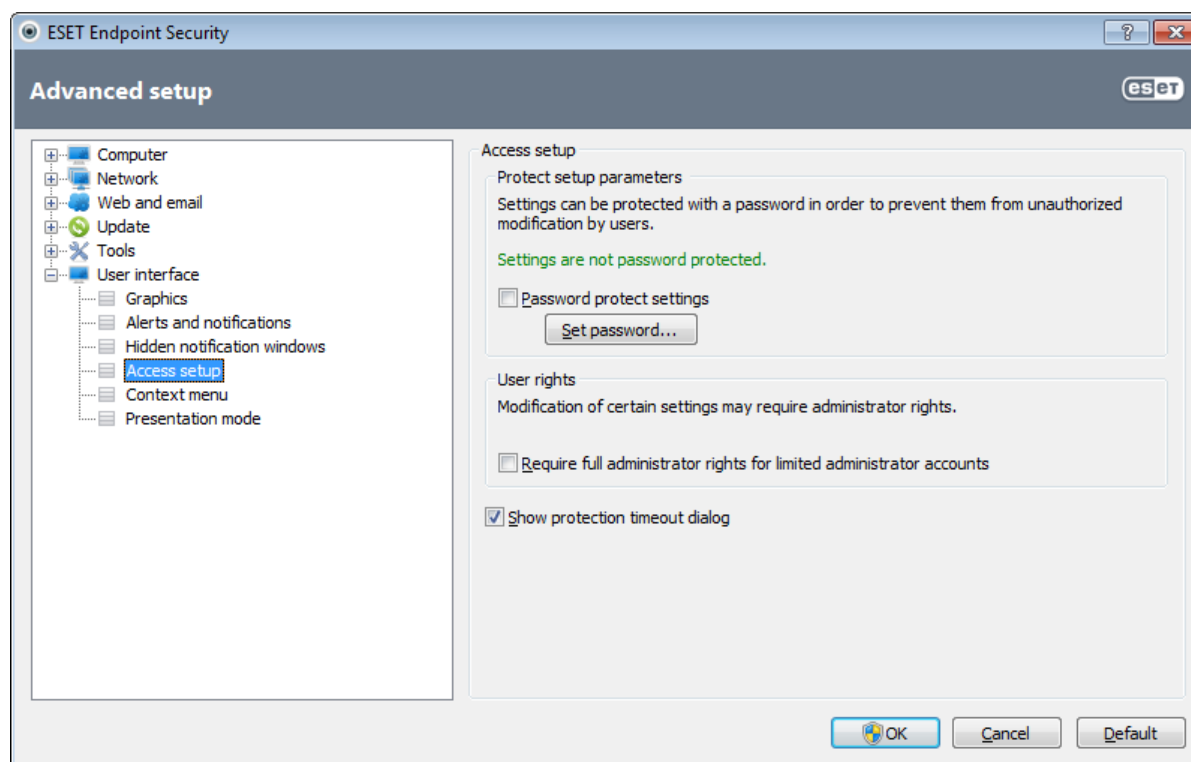 ESET Endpoint Security
Advanced setup
eseT
Computer
Network
Web and email
Update
Tools
User interface
Graphics
Alerts and notifications
Hidden notification windows
Access setup
Context menu
Presentation mode
Access setup
Protect setup parameters
Settings can be protected with a password in order to prevent them from unauthorized
modification by users.
Settings are not password protected.
Password protect settings
Set password...
User rights
Modification of certain settings may require administrator rights.
Require full administrator rights for limited administrator accounts
Show protection timeout dialog
OK
Cancel
Default